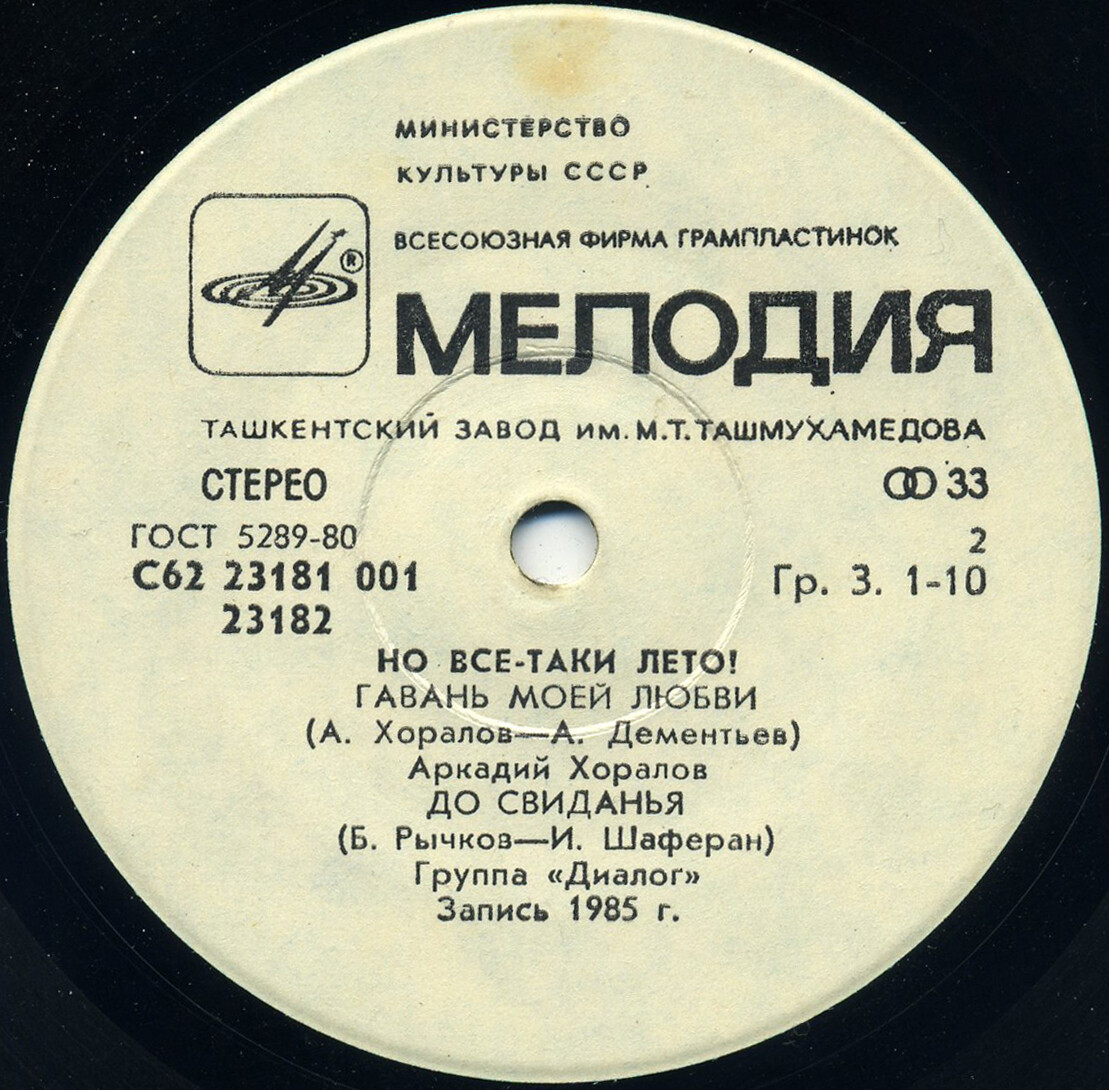 МИНИСТЕРСТВО
КУЛЬТУРЫ СССР
ВСЕСОЮЗНАЯ ФИРМА ГРАМПЛАСТИНОК
®
МЕЛОДИЯ
ТАШКЕНТСКИЙ ЗАВОД им. М.Т. ТАШМУХАМЕДОВА
СТЕРЕО 33
ГОСТ 5289-80 2
С62 23181 001 Гр. 3. 1-10
23182
НО ВСЕ-ТАКИ ЛЕТО!
ГАВАНЬ МОЕЙ ЛЮБВИ
(А. Хоралов—А. Дементьев)
Аркадий Хоралов
ДО СВИДАНЬЯ
(Б. Рычков—И. Шаферан)
Группа «Диалог»
Запись 1985 г.